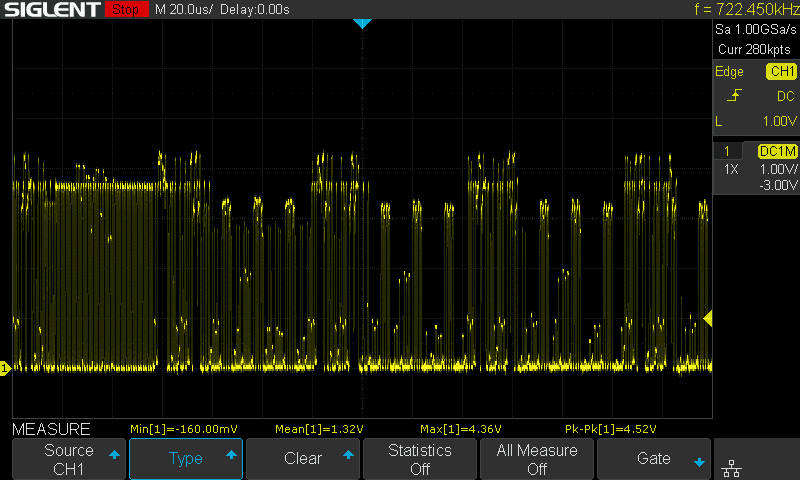 SIGLENT Stop M 20.0us/ Delay:0.00s f = 722.450kHz
Sa 1.00GSa/s
Curr 280kpts
Edge CH1
DC
L 1.00V
1 DC1M
1X 1.00V/
-3.00V
1
MEASURE Min[1]=-160.00mV Mean[1]=1.32V Max[1]=4.36V Pk-Pk[1]=4.52V
Source CH1
Type
Clear
Statistics Off
All Measure Off
Gate